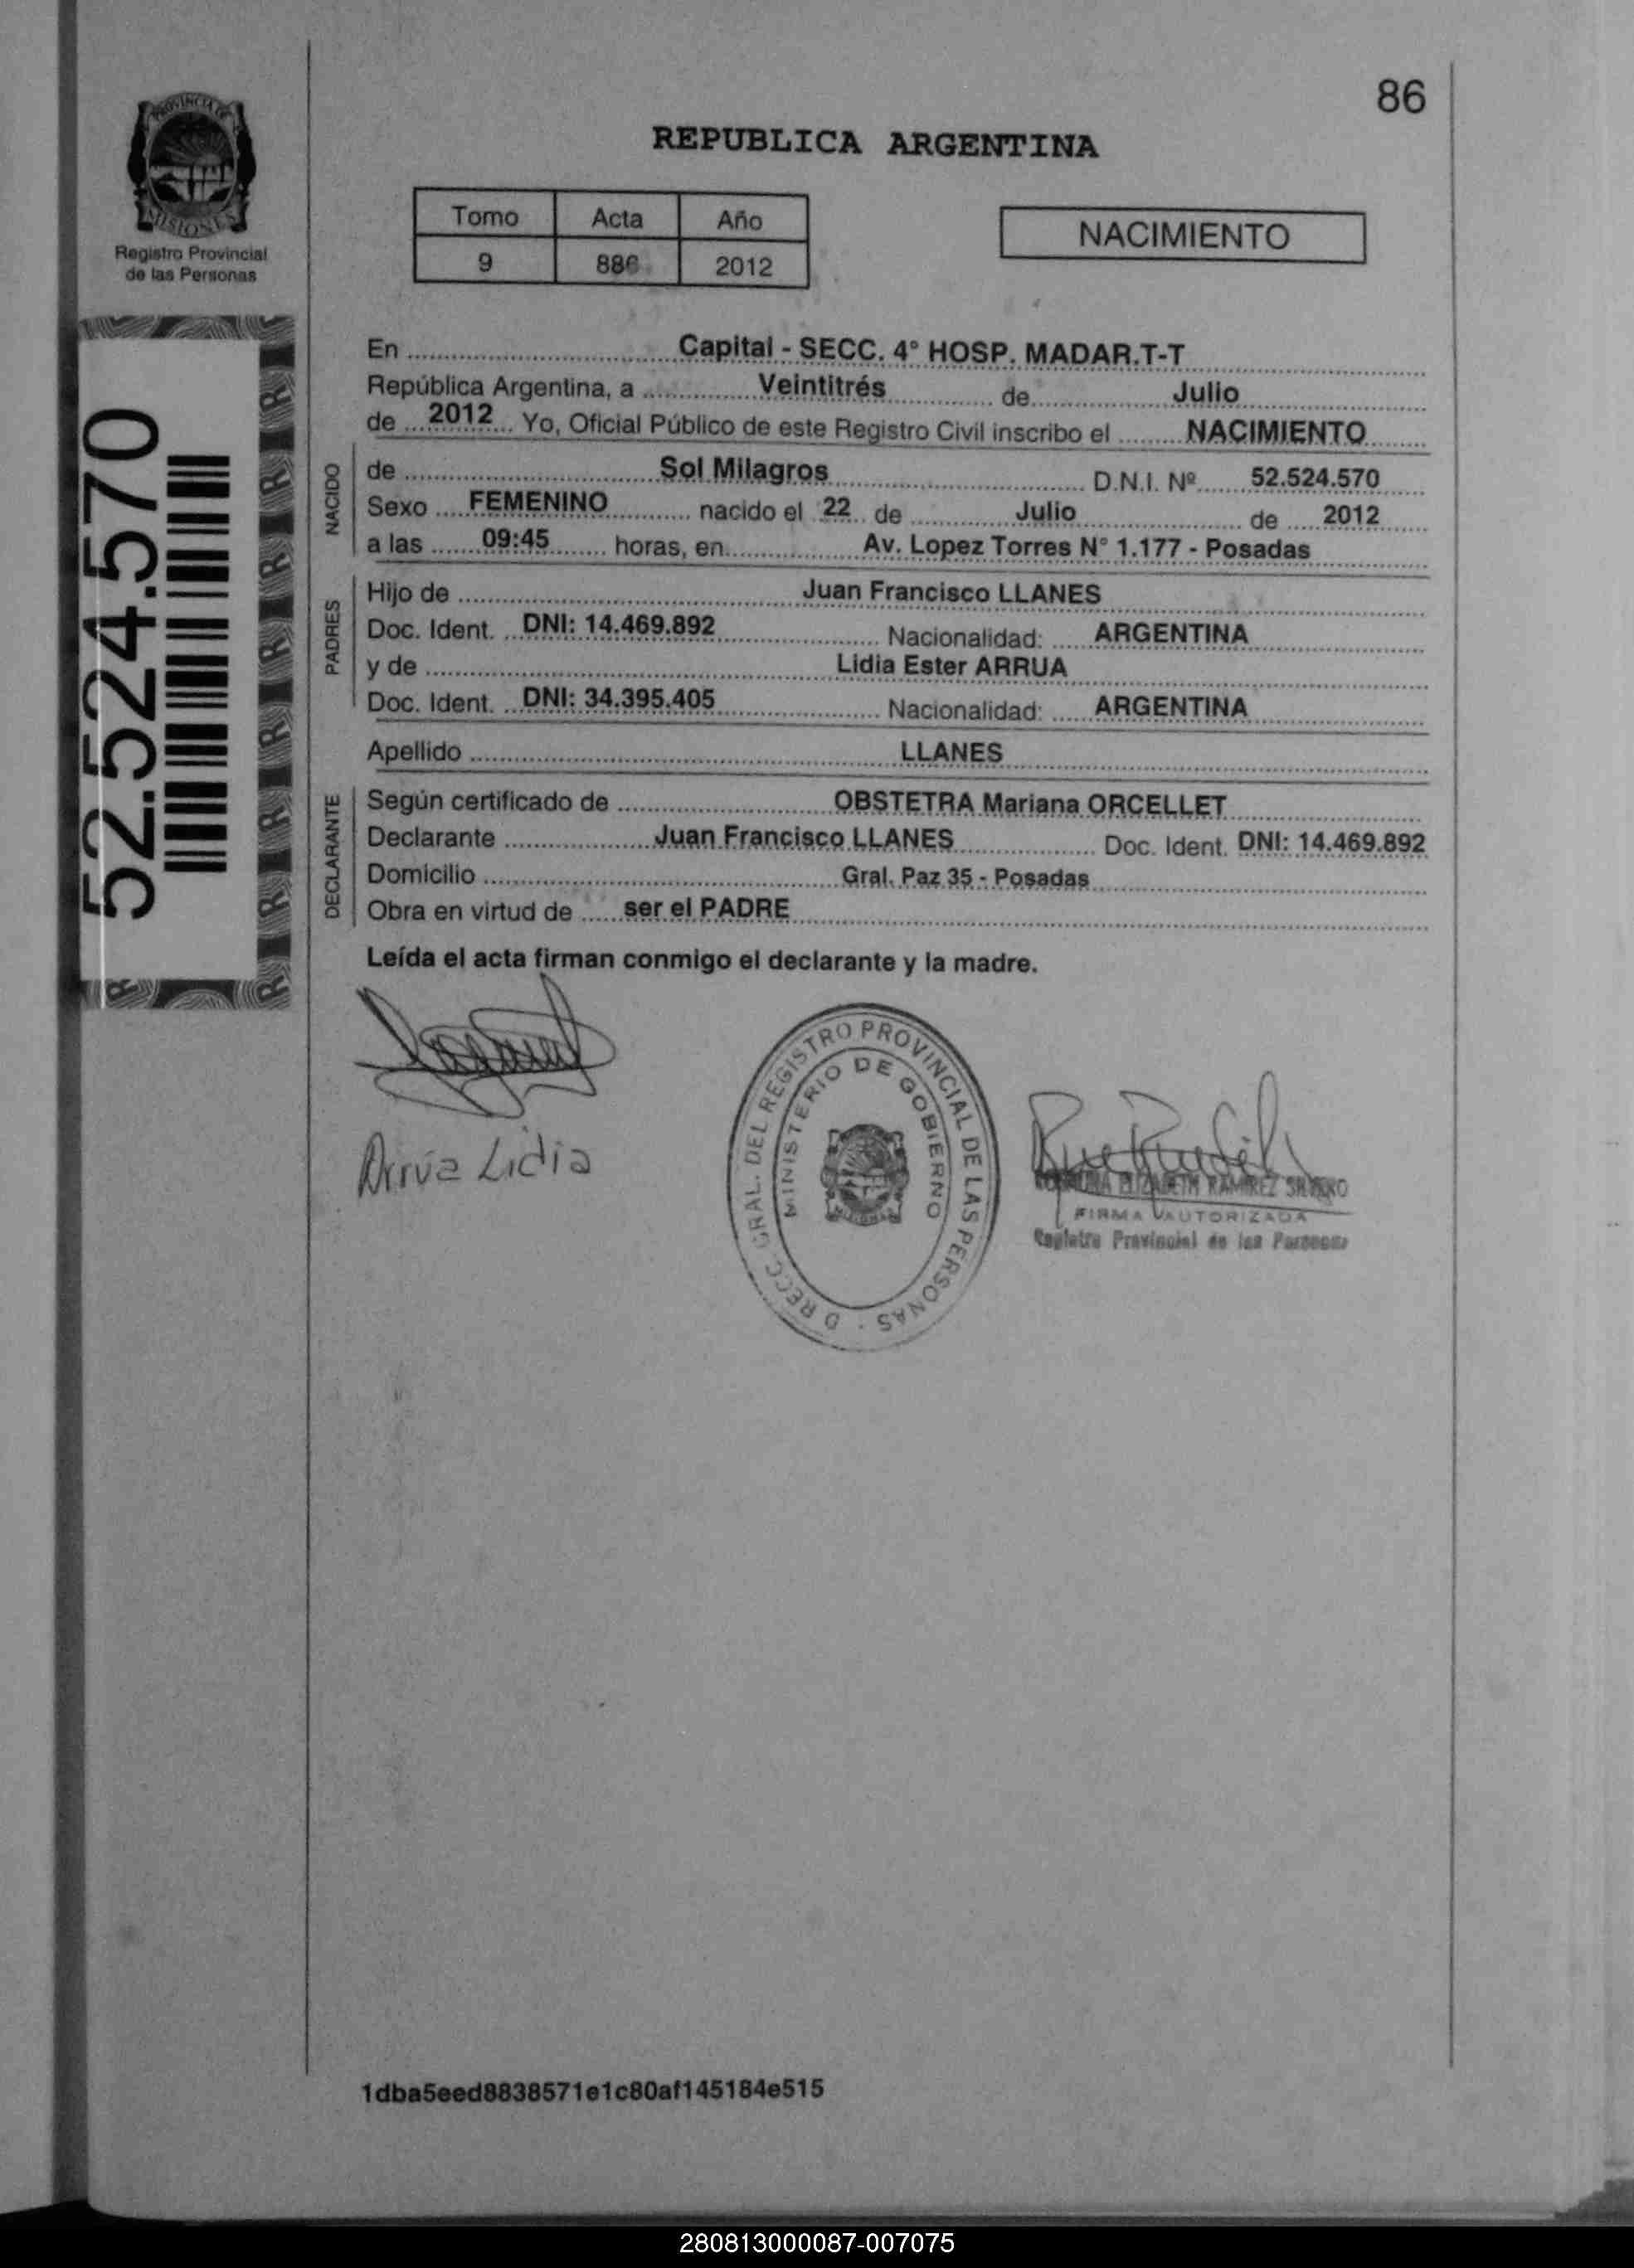 86
PROVINCIA DE
MISIONES
Registro Provincial
de las Personas
REPUBLICA ARGENTINA
Tomo Acta Año
9 886 2012
NACIMIENTO
52.524.570
En Capital - SECC. 4° HOSP. MADAR.T-T
República Argentina, a Veintitrés de Julio
de 2012 Yo, Oficial Público de este Registro Civil inscribo el NACIMIENTO
NACIDO
de Sol Milagros D.N.I. Nº 52.524.570
Sexo FEMENINO nacido el 22 de Julio de 2012
a las 09:45 horas, en Av. Lopez Torres N° 1.177 - Posadas
PADRES
Hijo de Juan Francisco LLANES
Doc. Ident. DNI: 14.469.892 Nacionalidad: ARGENTINA
y de Lidia Ester ARRUA
Doc. Ident. DNI: 34.395.405 Nacionalidad: ARGENTINA
Apellido LLANES
DECLARANTE
Según certificado de OBSTETRA Mariana ORCELLET
Declarante Juan Francisco LLANES Doc. Ident. DNI: 14.469.892
Domicilio Gral. Paz 35 - Posadas
Obra en virtud de ser el PADRE
Leída el acta firman conmigo el declarante y la madre.
Arrúa Lidia
GRAL. DEL REGISTRO PROVINCIAL DE LAS PERSONAS
MINISTERIO DE GOBIERNO
MISIONES
ELIZABETH RAMIREZ
FIRMA AUTORIZADA
Registro Provincial de las Personas
1dba5eed8838571e1c80af145184e515
280813000087-007075